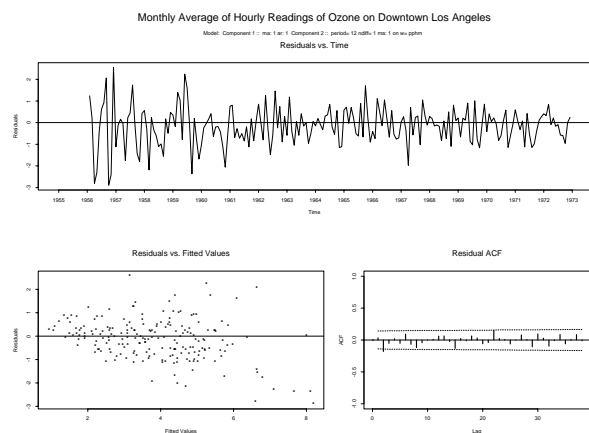 Monthly Average of Hourly Readings of Ozone on Downtown Los Angeles
Model: Component 1 :: ma: 1 ar: 1 Component 2 :: period= 12 ndiff= 1 ma: 1 on w= pphm
Residuals vs. Time
Residuals
2
1
0
-1
-2
-3
1955 1956 1957 1958 1959 1960 1961 1962 1963 1964 1965 1966 1967 1968 1969 1970 1971 1972 1973
Time
Residuals vs. Fitted Values
Residuals
2
1
0
-1
-2
-3
2 4 6 8
Fitted Values
Residual ACF
ACF
1.0
0.5
0.0
-0.5
-1.0
0 10 20 30
Lag